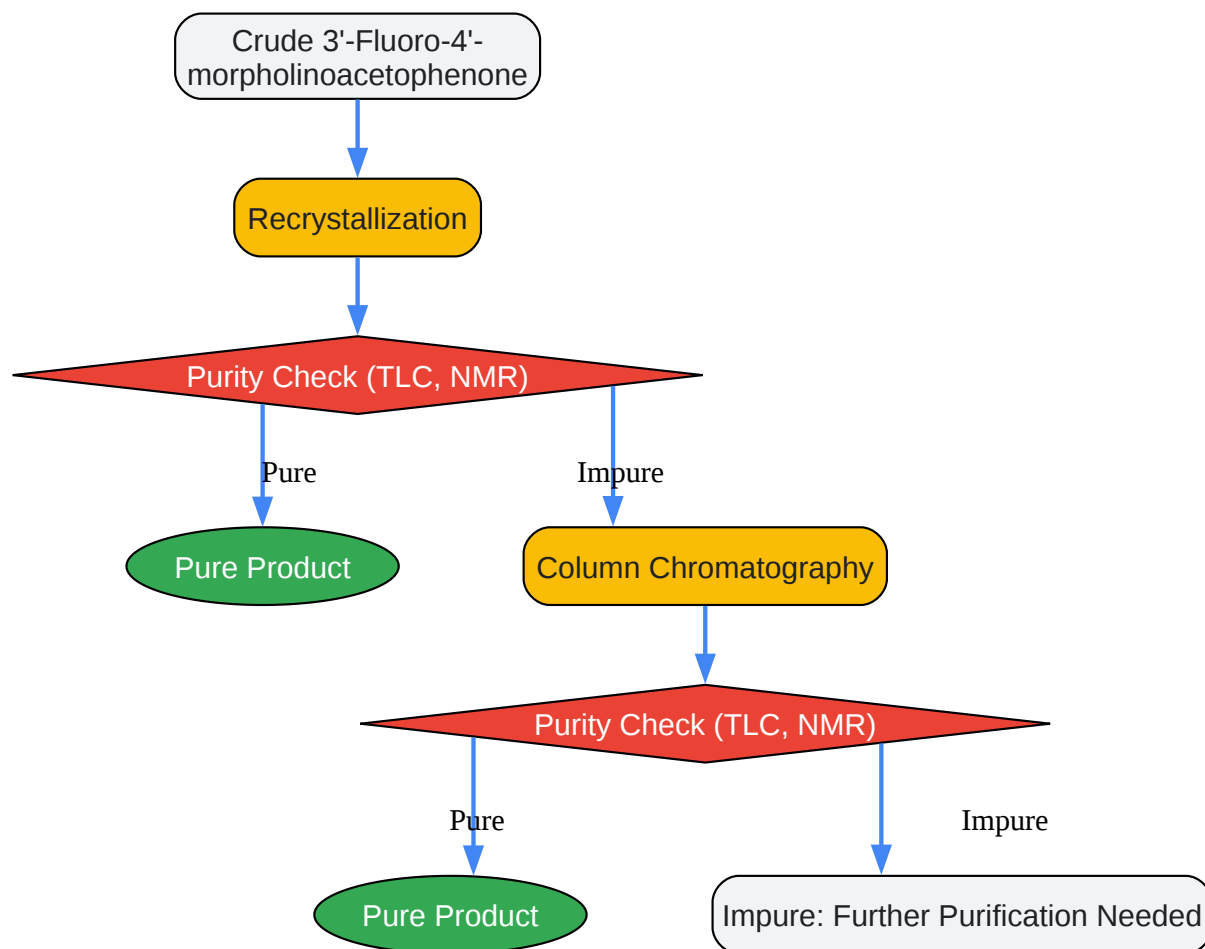 Crude 3'-Fluoro-4'-
morpholinoacetophenone
Recrystallization
Purity Check (TLC, NMR)
Pure
Impure
Pure Product
Column Chromatography
Purity Check (TLC, NMR)
Pure
Impure
Pure Product
Impure: Further Purification Needed